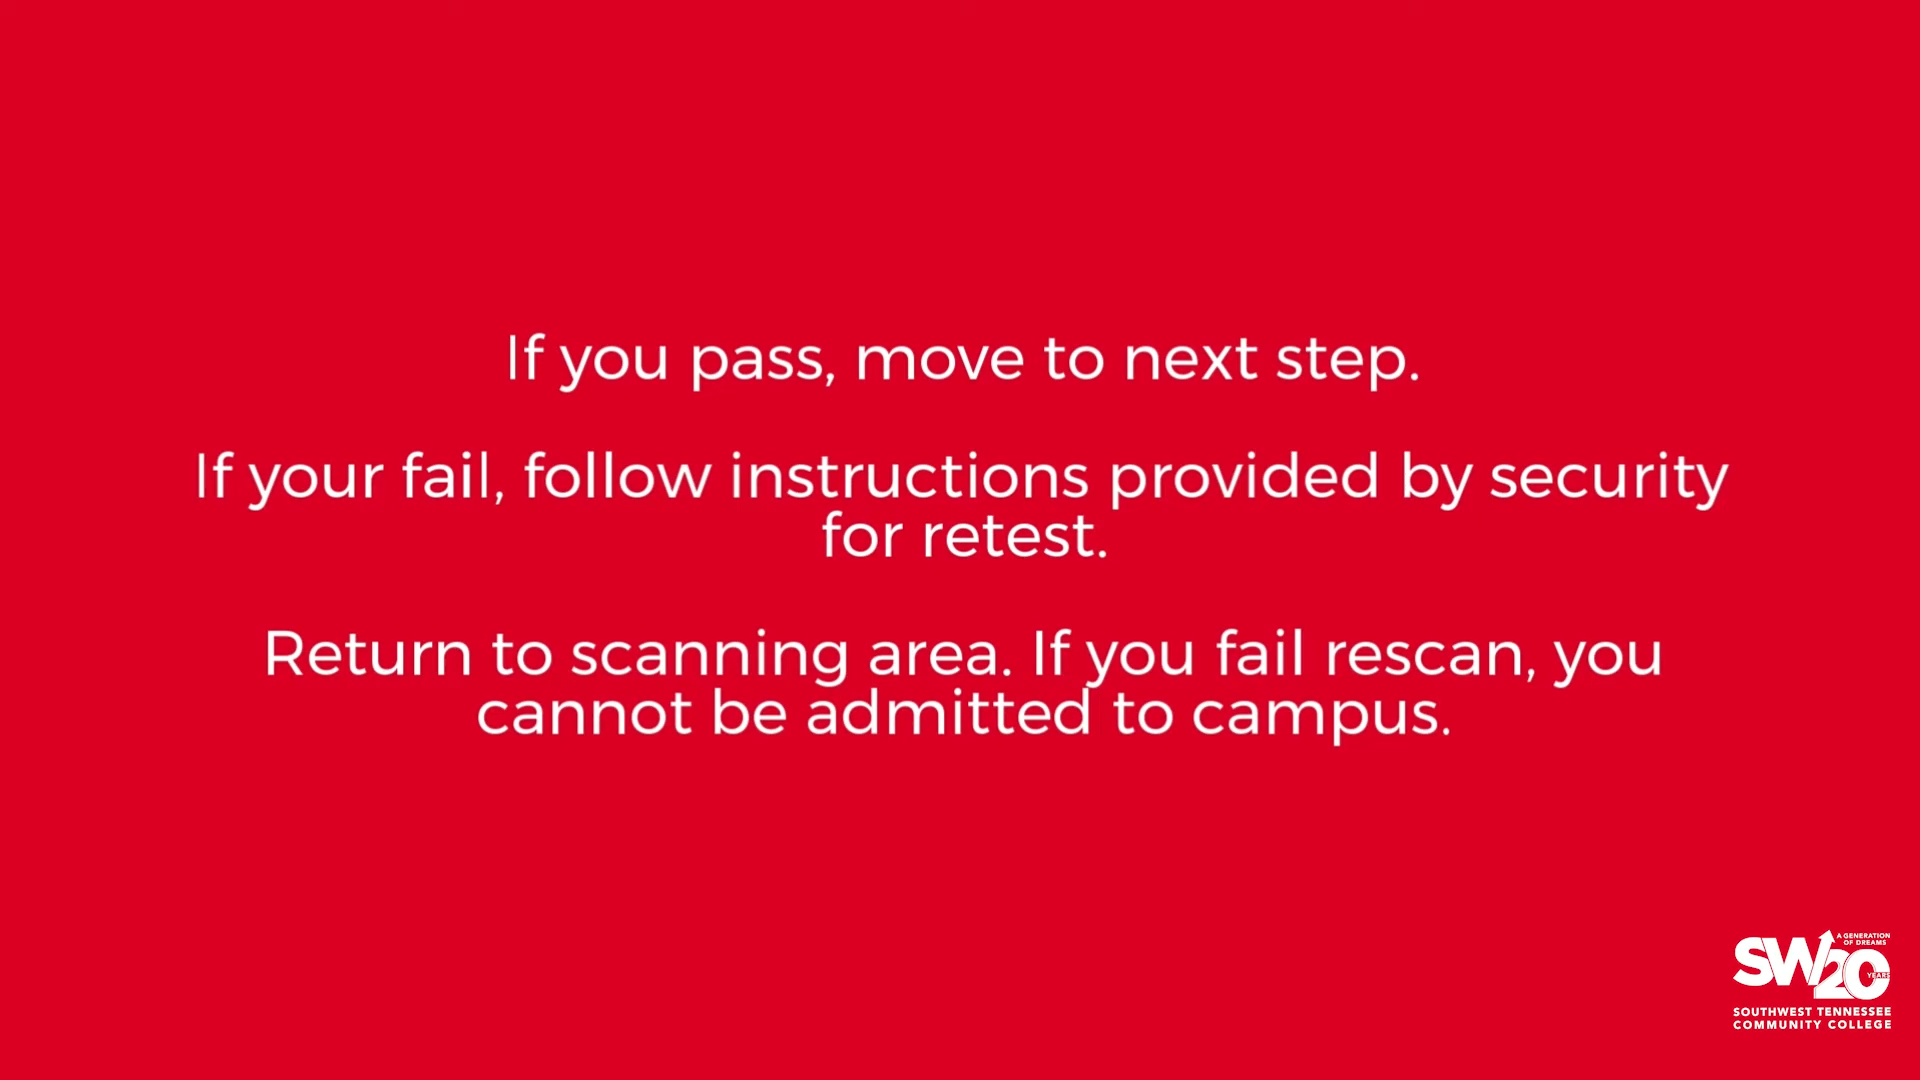 If you pass, move to next step.
If your fail, follow instructions provided by security
for retest.
Return to scanning area. If you fail rescan, you
cannot be admitted to campus.
A GENERATION
OF DREAMS
SW20
YEARS
SOUTHWEST TENNESSEE
COMMUNITY COLLEGE